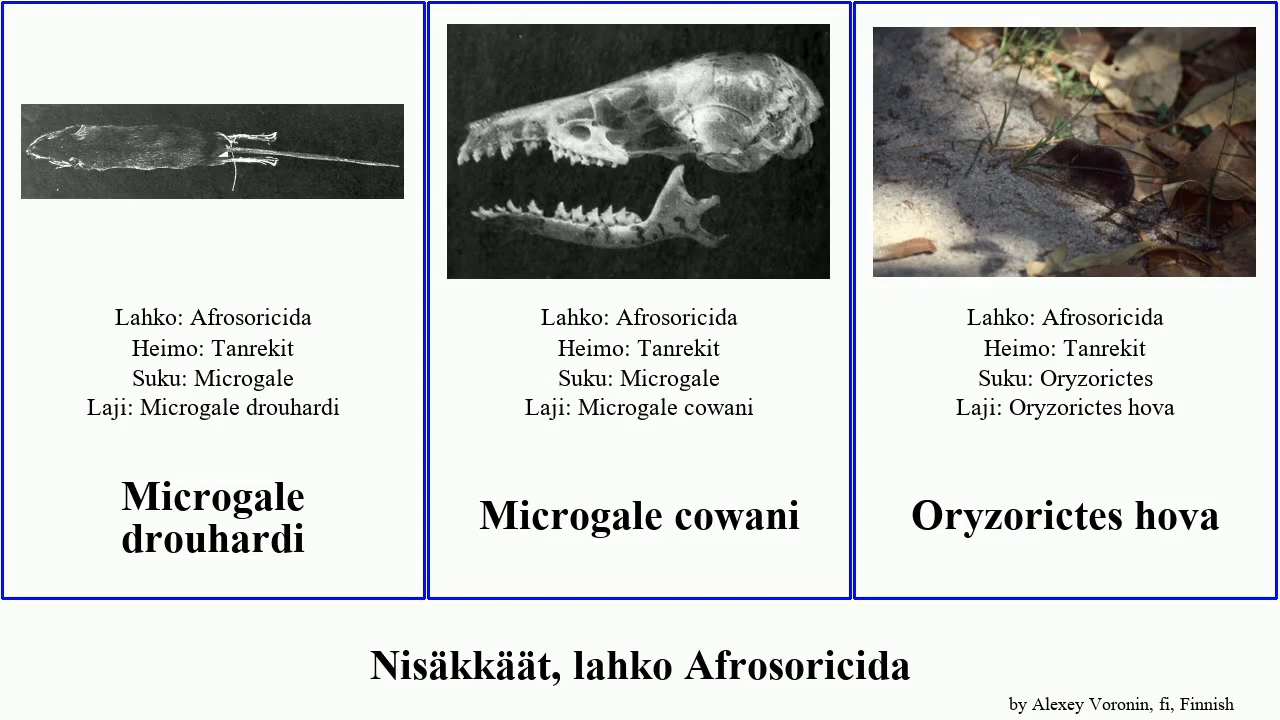 Lahko: Afrosoricida
Heimo: Tanrekit
Suku: Microgale
Laji: Microgale drouhardi
Microgale
drouhardi
Lahko: Afrosoricida
Heimo: Tanrekit
Suku: Microgale
Laji: Microgale cowani
Microgale cowani
Lahko: Afrosoricida
Heimo: Tanrekit
Suku: Oryzorictes
Laji: Oryzorictes hova
Oryzorictes hova
Nisäkkäät, lahko Afrosoricida
by Alexey Voronin, fi, Finnish